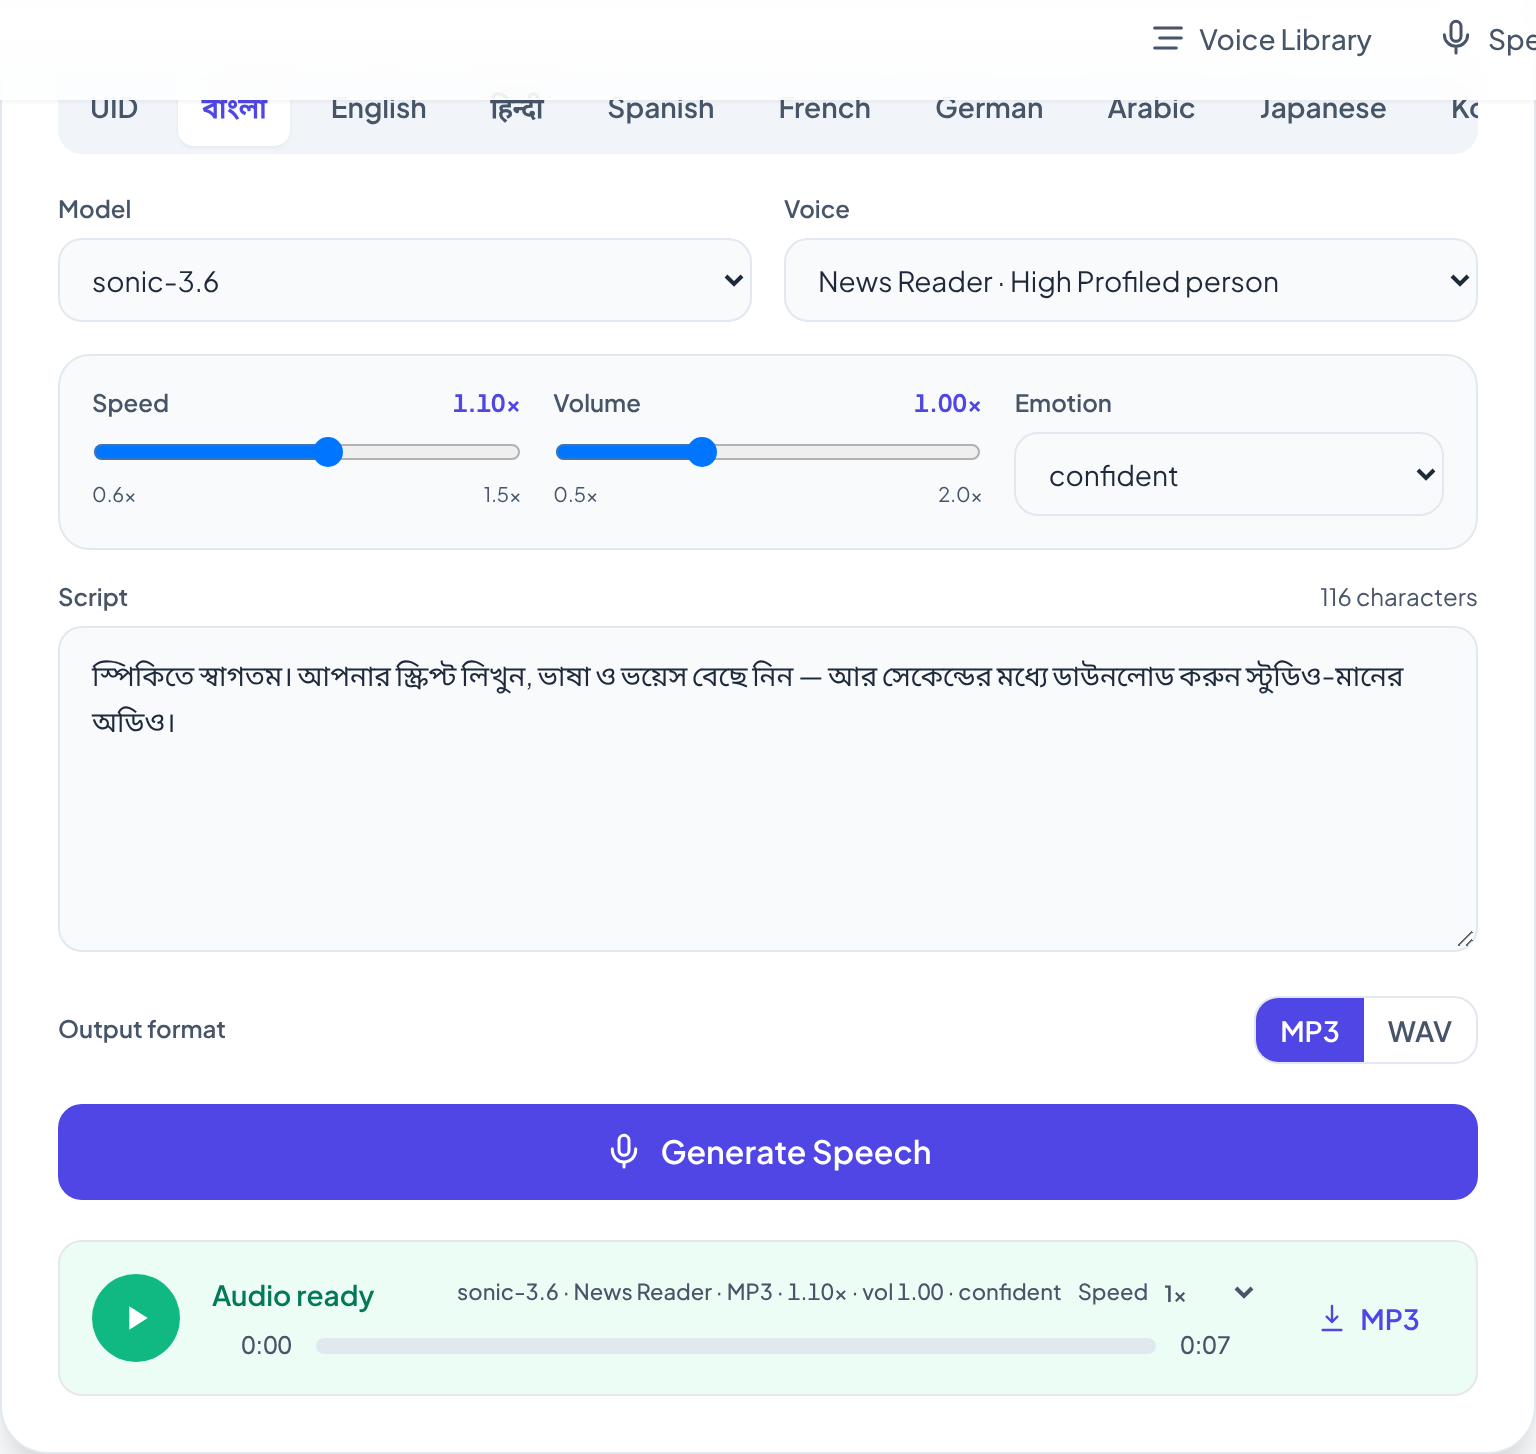 Voice Library
Spe
UID বাংলা English हिन्दी Spanish French German Arabic Japanese Ko
Model
Voice
sonic-3.6
News Reader · High Profiled person
Speed 1.10× Volume 1.00× Emotion
confident
0.6× 1.5× 0.5× 2.0×
Script 116 characters
স্পিকিতে স্বাগতম। আপনার স্ক্রিপ্ট লিখুন, ভাষা ও ভয়েস বেছে নিন — আর সেকেন্ডের মধ্যে ডাউনলোড করুন স্টুডিও-মানের
অডিও।
Output format MP3 WAV
Generate Speech
Audio ready sonic-3.6 · News Reader · MP3 · 1.10× · vol 1.00 · confident Speed 1×
MP3
0:00 0:07